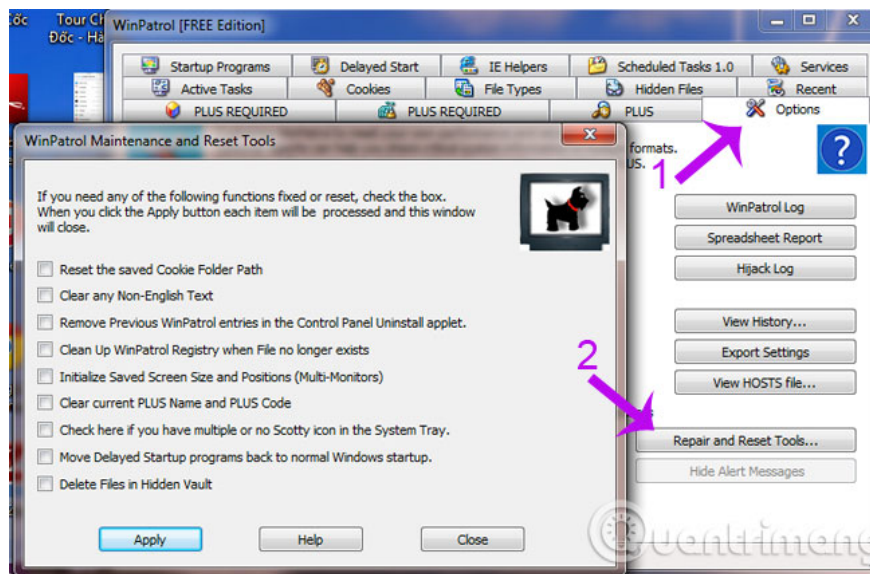 ốc
Tour Ch
Đốc - Hà
WinPatrol [FREE Edition]
Startup Programs
Delayed Start
IE Helpers
Scheduled Tasks 1.0
Services
Active Tasks
Cookies
File Types
Hidden Files
Recent
PLUS REQUIRED
PLUS REQUIRED
PLUS
Options
WinPatrol Maintenance and Reset Tools
formats.
US.
1
?
If you need any of the following functions fixed or reset, check the box.
When you click the Apply button each item will be processed and this window
will close.
WinPatrol Log
Spreadsheet Report
Hijack Log
Reset the saved Cookie Folder Path
Clear any Non-English Text
Remove Previous WinPatrol entries in the Control Panel Uninstall applet.
Clean Up WinPatrol Registry when File no longer exists
Initialize Saved Screen Size and Positions (Multi-Monitors)
Clear current PLUS Name and PLUS Code
Check here if you have multiple or no Scotty icon in the System Tray.
Move Delayed Startup programs back to normal Windows startup.
Delete Files in Hidden Vault
View History...
Export Settings
View HOSTS file...
2
Repair and Reset Tools...
Hide Alert Messages
Apply
Help
Close
Quantrimang